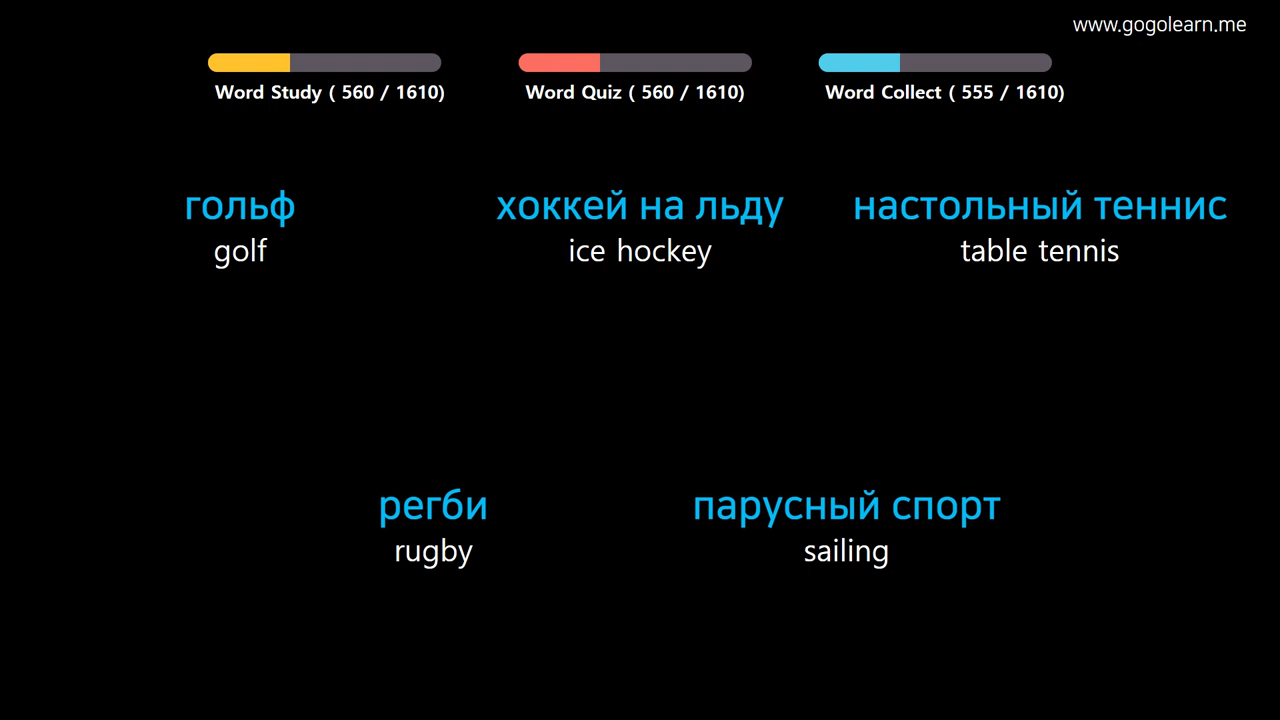 www.gogolearn.me
Word Study ( 560 / 1610)
Word Quiz ( 560 / 1610)
Word Collect ( 555 / 1610)
гольф
golf
хоккей на льду
ice hockey
настольный теннис
table tennis
регби
rugby
парусный спорт
sailing